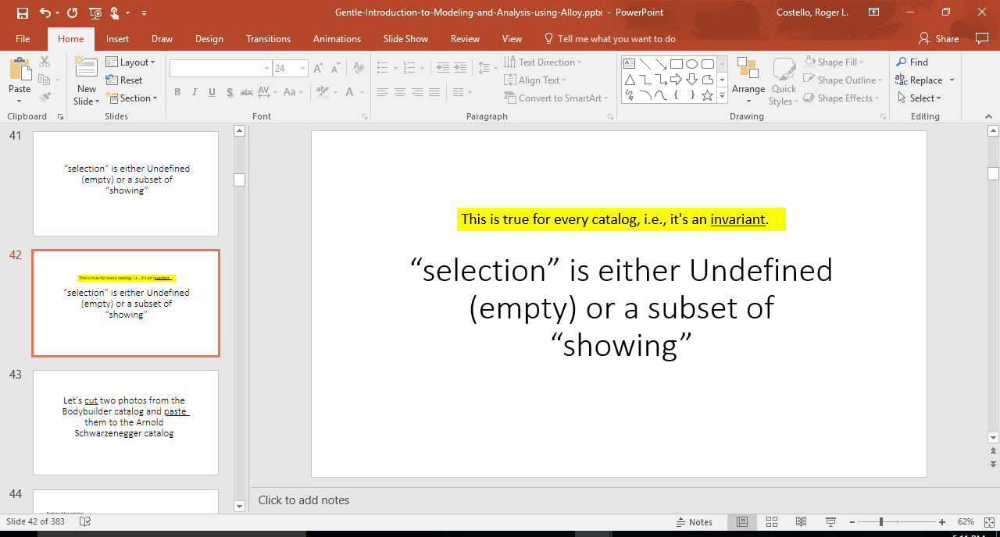 Gentle-Introduction-to-Modeling-and-Analysis-using-Alloy.pptx - PowerPoint
Costello, Roger L.
File Home Insert Draw Design Transitions Animations Slide Show Review View Tell me what you want to do Share
Paste
Clipboard
New
Slide
Layout
Reset
Section
Slides
24
B I U S abc AV Aa A
Font
Text Direction
Align Text
Convert to SmartArt
Paragraph
Arrange
Quick
Styles
Shape Fill
Shape Outline
Shape Effects
Drawing
Find
Replace
Select
Editing
41
“selection” is either Undefined
(empty) or a subset of
“showing”
42
This is true for every catalog, i.e., it's an invariant.
“selection” is either Undefined
(empty) or a subset of
“showing”
43
Let's cut two photos from the
Bodybuilder catalog and paste
them to the Arnold
Schwarzenegger catalog
44
This is true for every catalog, i.e., it's an invariant.
“selection” is either Undefined
(empty) or a subset of
“showing”
Click to add notes
Slide 42 of 383
Notes
62%